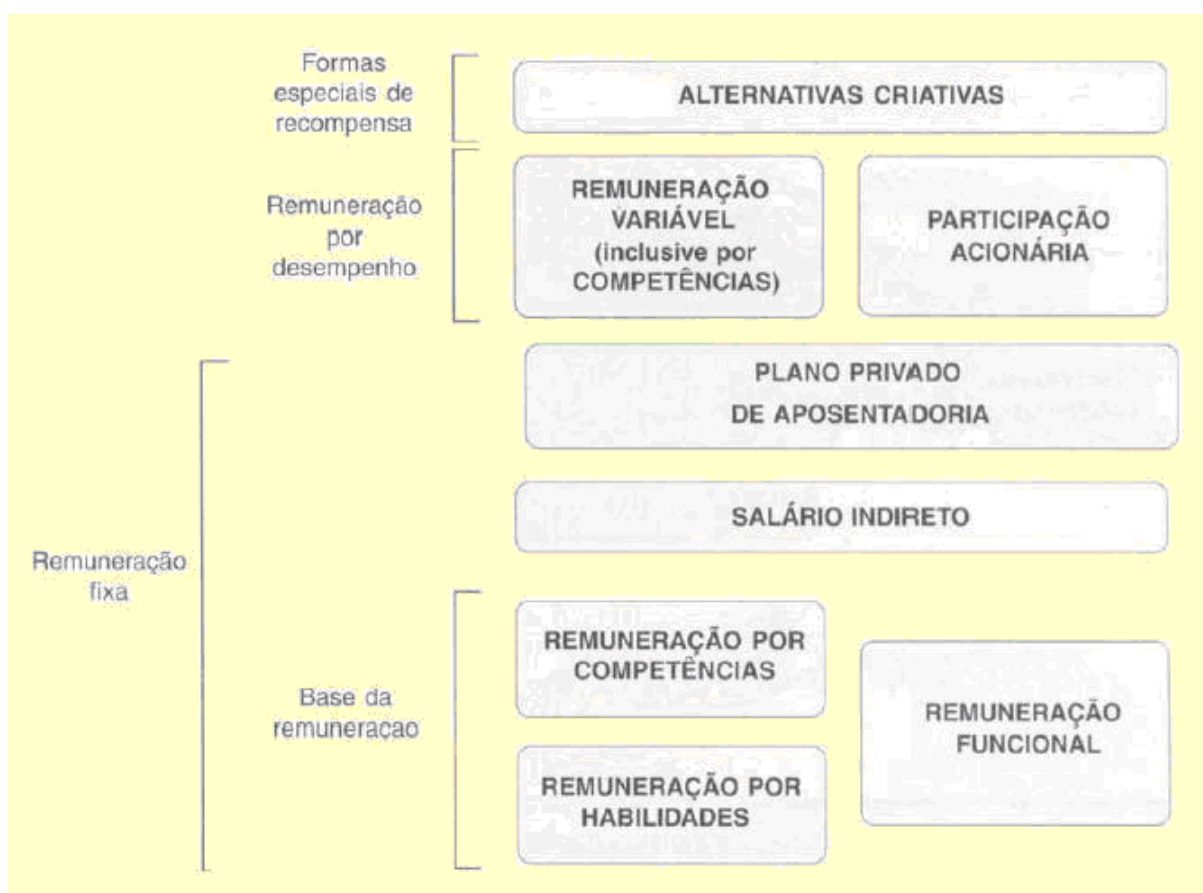 Formas
especiais de
recompensa
ALTERNATIVAS CRIATIVAS
Remuneração
por
desempenho
REMUNERAÇÃO
VARIÁVEL
(inclusive por
COMPETÊNCIAS)
PARTICIPAÇÃO
ACIONÁRIA
PLANO PRIVADO
DE APOSENTADORIA
SALÁRIO INDIRETO
Remuneração
fixa
Base da
remuneraçao
REMUNERAÇÃO POR
COMPETÊNCIAS
REMUNERAÇÃO POR
HABILIDADES
REMUNERAÇÃO
FUNCIONAL